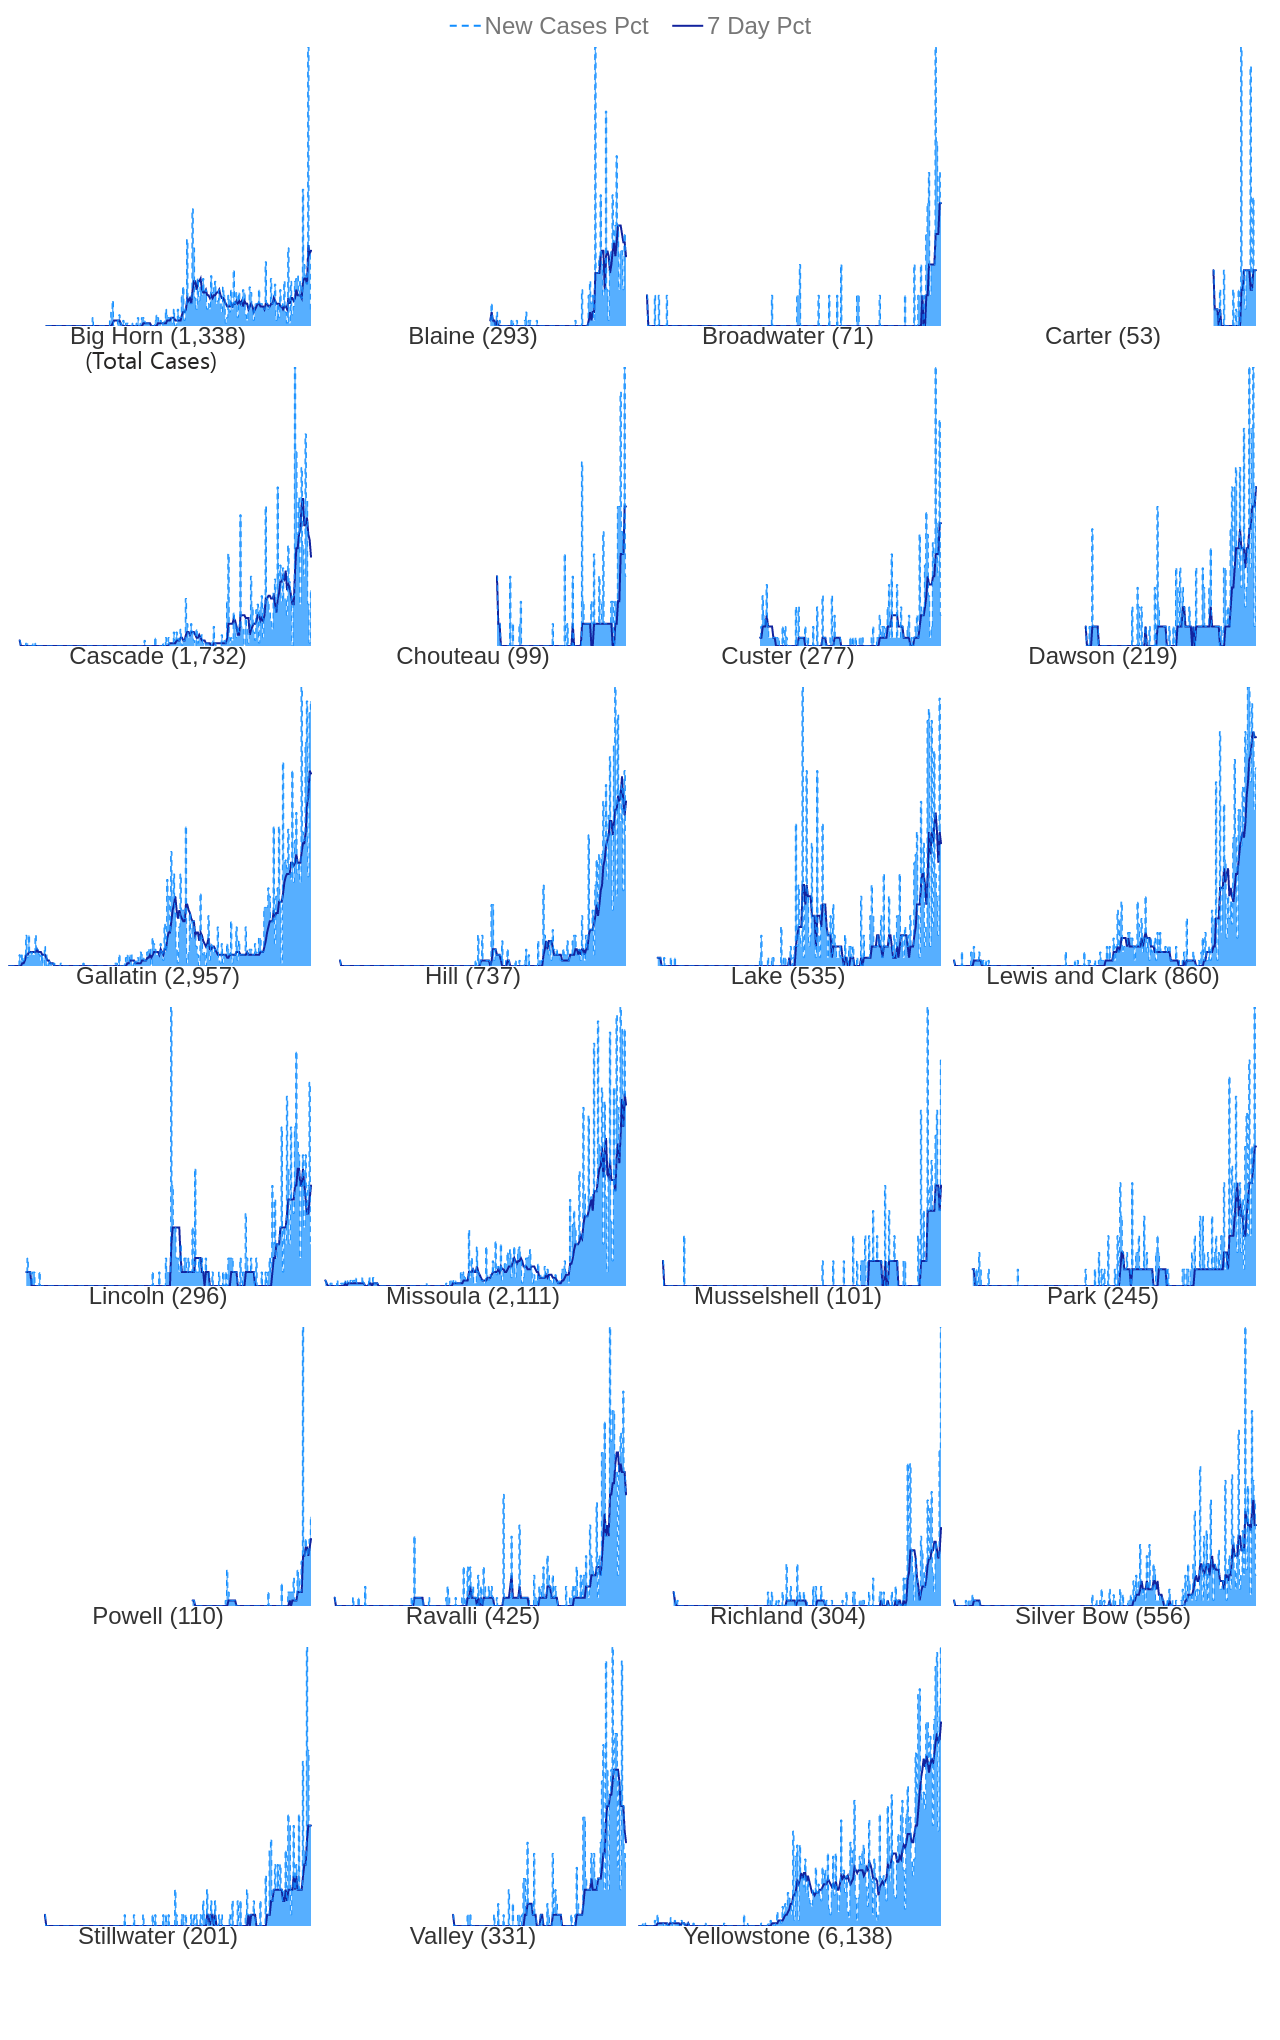 New Cases Pct 7 Day Pct
Big Horn (1,338) Blaine (293) Broadwater (71) Carter (53)
(Total Cases)
Cascade (1,732) Chouteau (99) Custer (277) Dawson (219)
Gallatin (2,957) Hill (737) Lake (535) Lewis and Clark (860)
Lincoln (296) Missoula (2,111) Musselshell (101) Park (245)
Powell (110) Ravalli (425) Richland (304) Silver Bow (556)
Stillwater (201) Valley (331) Yellowstone (6,138)